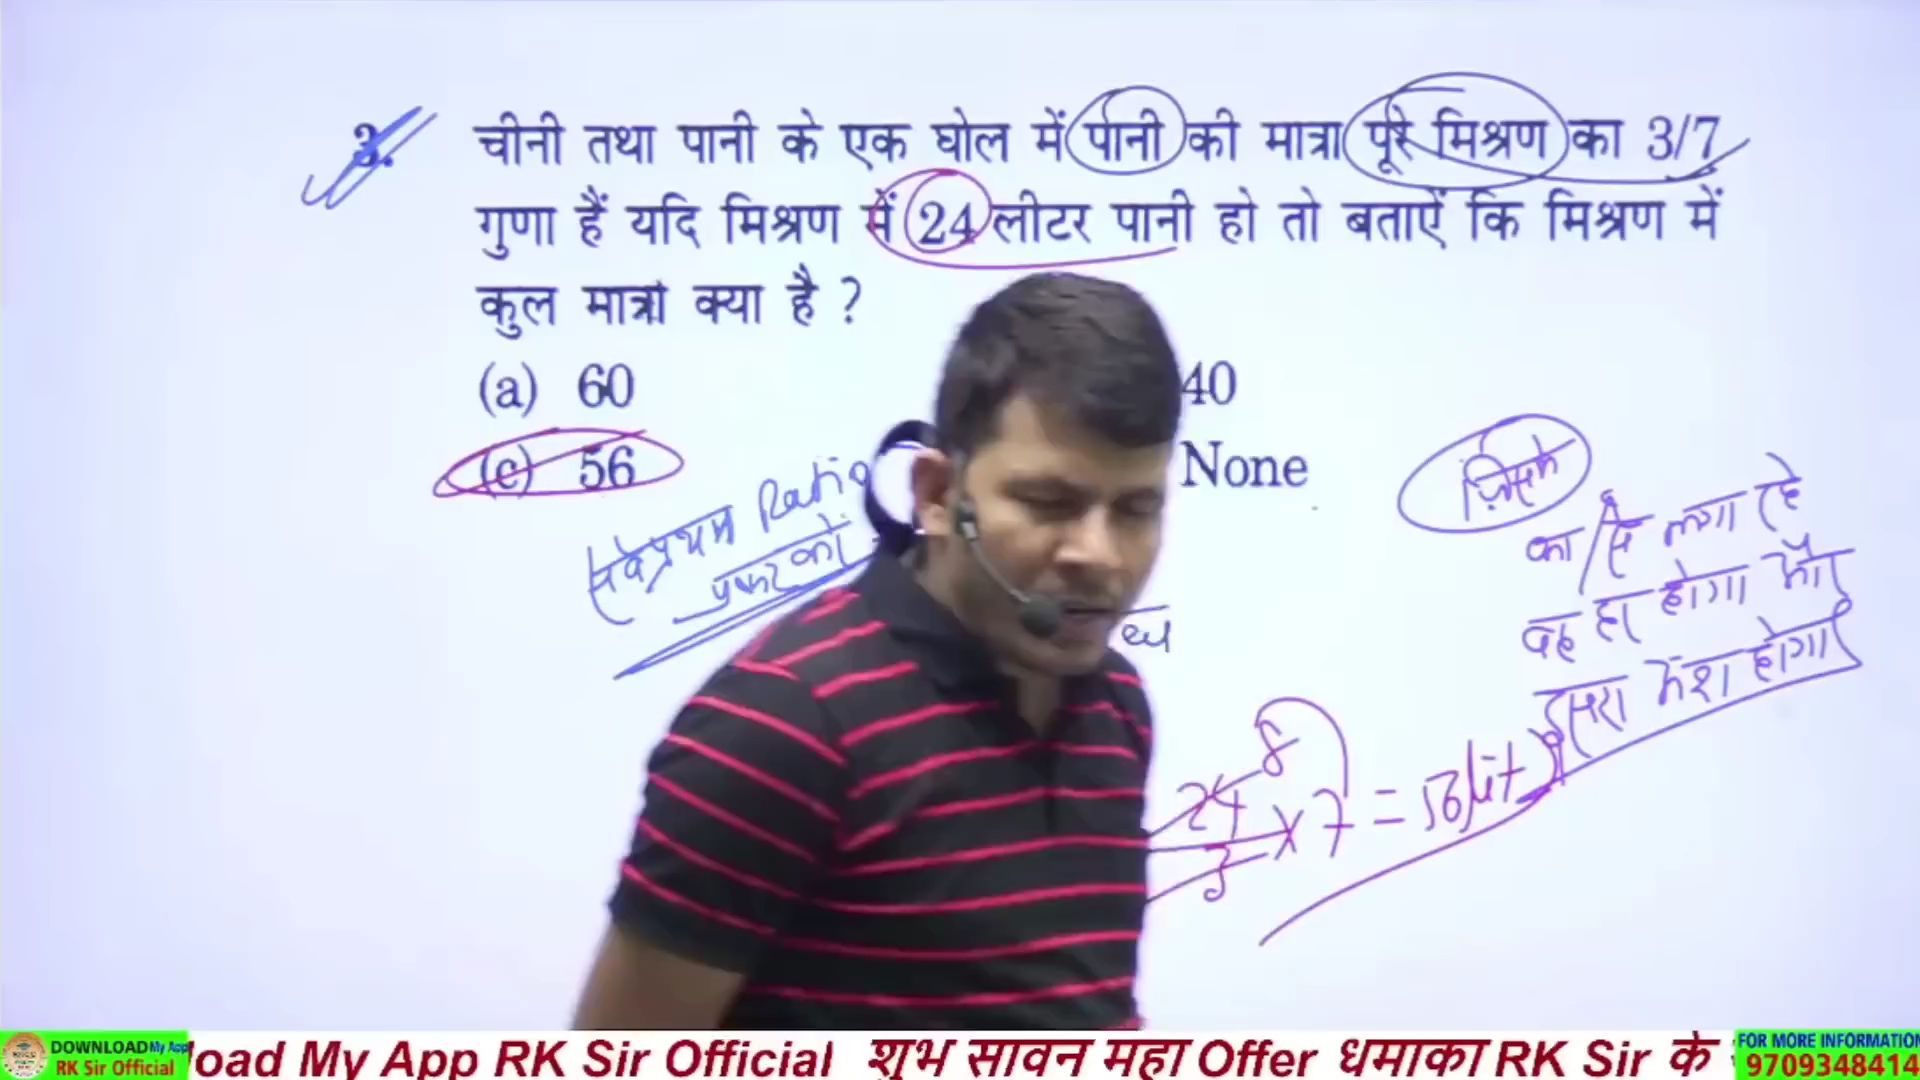 3. चीनी तथा पानी के एक घोल में पानी की मात्रा पूरे मिश्रण का 3/7
गुणा हैं यदि मिश्रण में 24 लीटर पानी हो तो बताऐं कि मिश्रण में
कुल मात्रा क्या है ?
(a) 60
40
(c) 56
None
सर्वप्रथम Ratio
जिसके
का/से लगा रहे
वह हर होगा और
दूसरा अंश होगा
8
24/3 × 7 = 56 lit
DOWNLOAD My App
RK Sir Official
load My App RK Sir Official शुभ सावन महा Offer धमाका RK Sir के
FOR MORE INFORMATION
9709348414